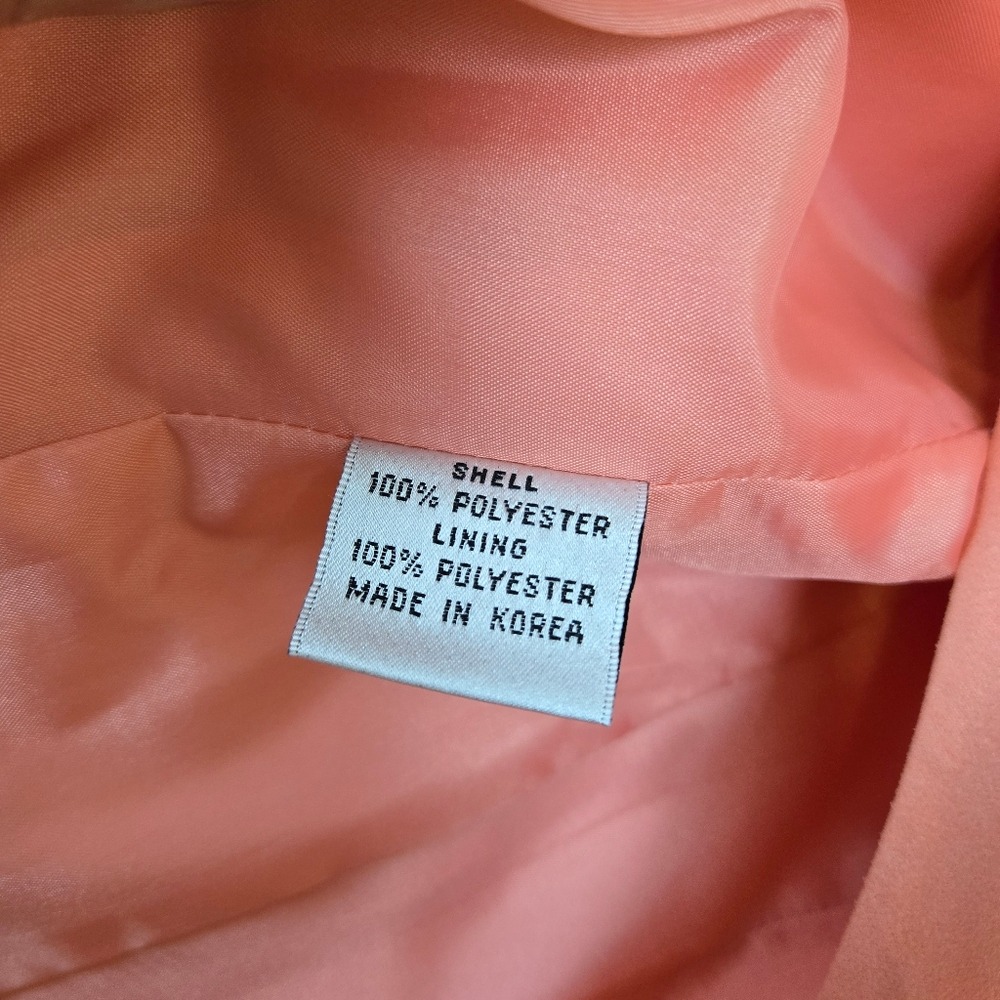 SHELL
100% POLYESTER
LINING
100% POLYESTER
MADE IN KOREA